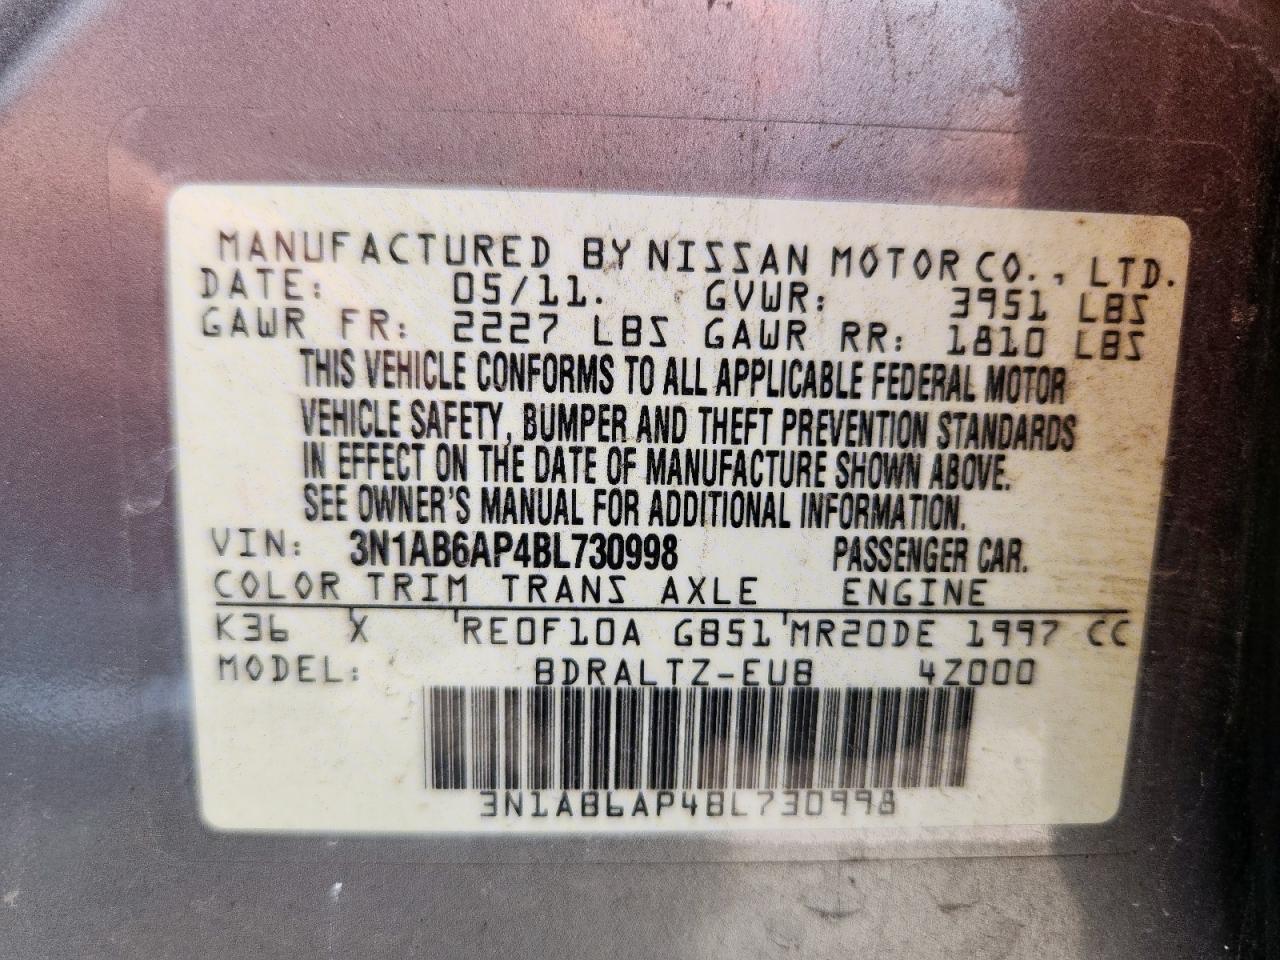 MANUFACTURED BY NISSAN MOTOR CO., LTD.
DATE: 05/11. GVWR: 3951 LBS
GAWR FR: 2227 LBS GAWR RR: 1810 LBS
THIS VEHICLE CONFORMS TO ALL APPLICABLE FEDERAL MOTOR
VEHICLE SAFETY, BUMPER AND THEFT PREVENTION STANDARDS
IN EFFECT ON THE DATE OF MANUFACTURE SHOWN ABOVE.
SEE OWNER'S MANUAL FOR ADDITIONAL INFORMATION.
VIN: 3N1AB6AP4BL730998 PASSENGER CAR.
COLOR TRIM TRANS AXLE ENGINE
K36 X 'RE0F10A GB51'MR20DE 1997 CC
MODEL: BDRALTZ-EUB 4Z000
3N1AB6AP4BL730998